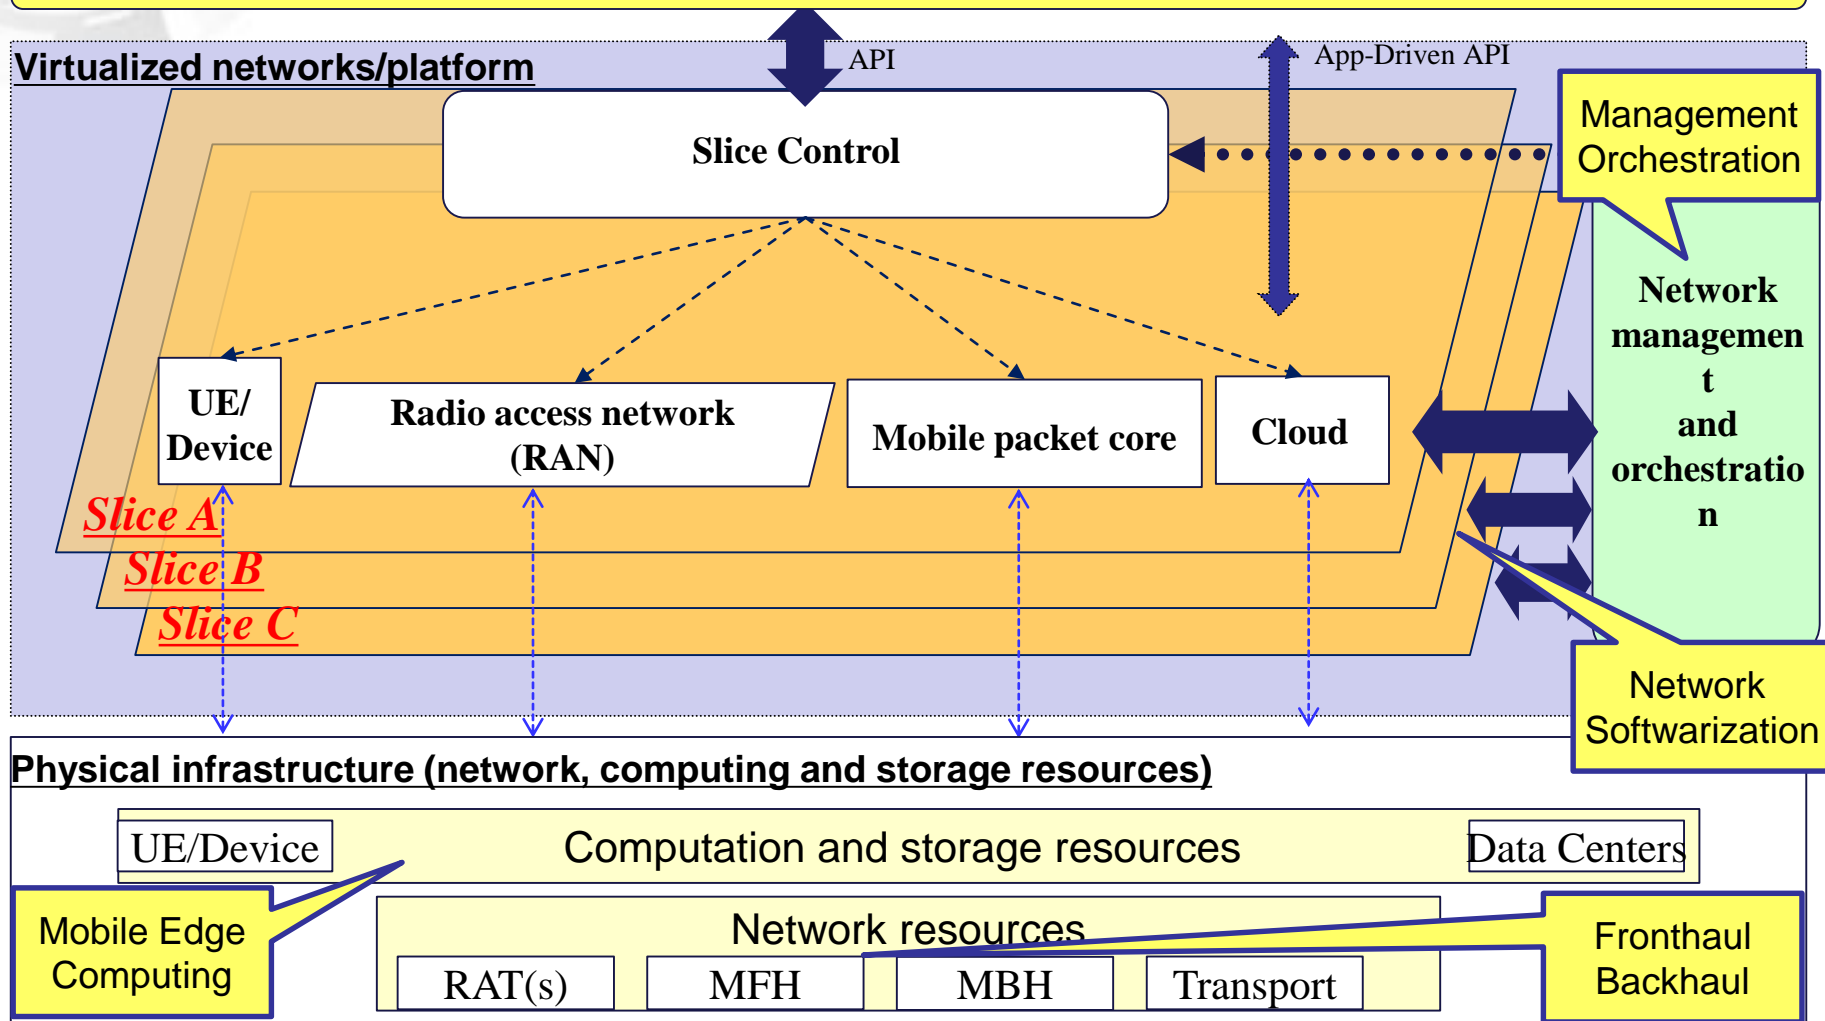 API
App-Driven API
Virtualized networks/platform
Management
Orchestration
Slice Control
Network
managemen
t
and
orchestratio
n
UE/
Device
Radio access network
(RAN)
Mobile packet core
Cloud
Slice A
Slice B
Slice C
Network
Softwarization
Physical infrastructure (network, computing and storage resources)
UE/Device
Computation and storage resources
Data Centers
Mobile Edge
Computing
Network resources
Fronthaul
Backhaul
RAT(s)
MFH
MBH
Transport